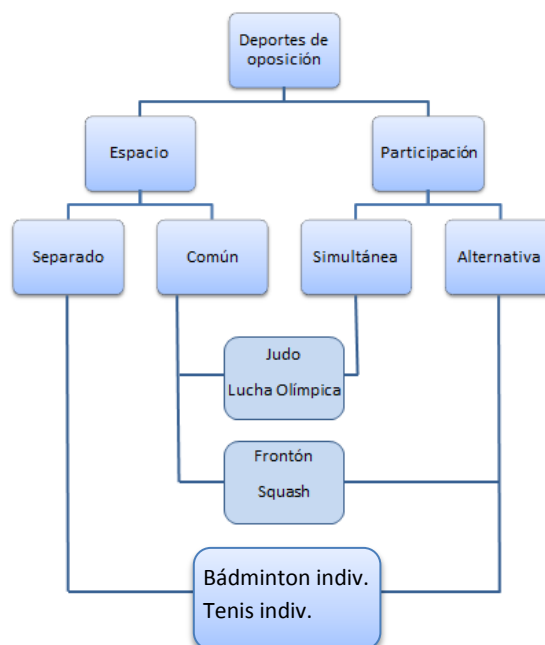 Deportes de
oposición
Espacio
Participación
Separado
Común
Simultánea
Alternativa
Judo
Lucha Olímpica
Frontón
Squash
Bádminton indiv.
Tenis indiv.